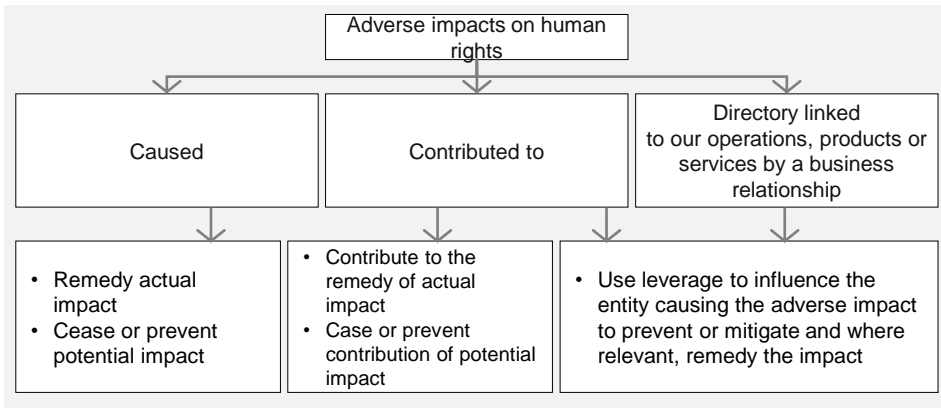 Adverse impacts on human
rights
Caused
Contributed to
Directory linked
to our operations, products or
services by a business
relationship
• Remedy actual
impact
• Cease or prevent
potential impact
• Contribute to the
remedy of actual
impact
• Case or prevent
contribution of potential
impact
• Use leverage to influence the
entity causing the adverse impact
to prevent or mitigate and where
relevant, remedy the impact